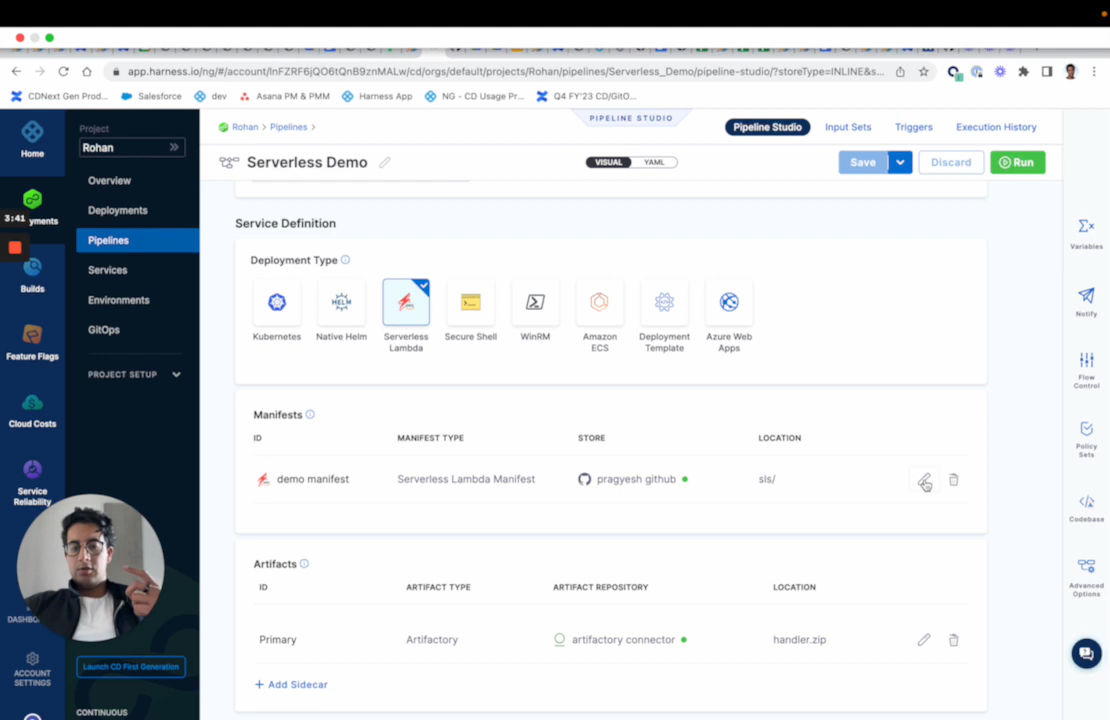 app.harness.io/ng/#/account/lnFZRF6jQO6tQnB9znMALw/cd/orgs/default/projects/Rohan/pipelines/Serverless_Demo/pipeline-studio/?storeType=INLINE&s...
CDNext Gen Prod...
Salesforce
dev
Asana PM & PMM
Harness App
NG - CD Usage Pr...
Q4 FY'23 CD/GitO...
Home
3:41
yments
Builds
Feature Flags
Cloud Costs
Service
Reliability
DASHBO
ACCOUNT
SETTINGS
Project
Rohan
Overview
Deployments
Pipelines
Services
Environments
GitOps
PROJECT SETUP
Launch CD First Generation
CONTINUOUS
Rohan > Pipelines >
PIPELINE STUDIO
Pipeline Studio
Input Sets
Triggers
Execution History
Serverless Demo
VISUAL
YAML
Save
Discard
Run
Service Definition
Deployment Type
HELM
Kubernetes
Native Helm
Serverless
Lambda
Secure Shell
WinRM
Amazon
ECS
Deployment
Template
Azure Web
Apps
Manifests
ID
MANIFEST TYPE
STORE
LOCATION
demo manifest
Serverless Lambda Manifest
pragyesh github
sls/
Artifacts
ID
ARTIFACT TYPE
ARTIFACT REPOSITORY
LOCATION
Primary
Artifactory
artifactory connector
handler.zip
+ Add Sidecar
Variables
Notify
Flow
Control
Policy
Sets
Codebase
Advanced
Options